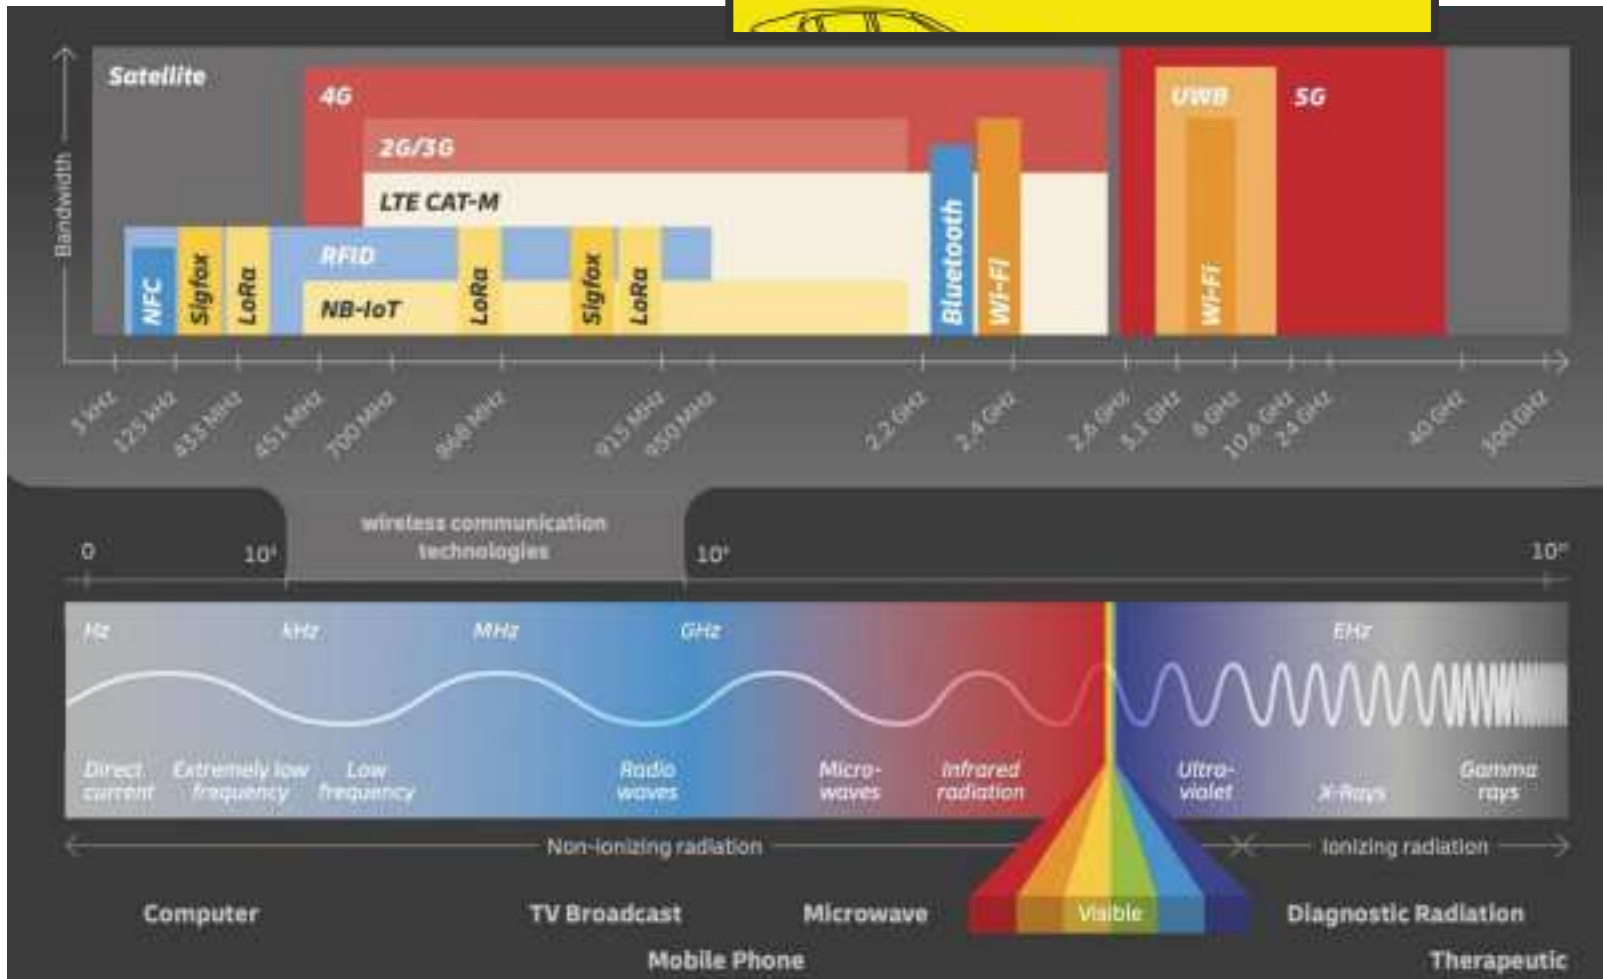 Satellite
4G
UWB
5G
2G/3G
LTE CAT-M
Bandwidth
RFID
NFC
Sigfox
LoRa
NB-IoT
LoRa
Sigfox
LoRa
Bluetooth
Wi-Fi
Wi-Fi
3 kHz
125 kHz
433 MHz
451 MHz
700 MHz
868 MHz
915 MHz
950 MHz
2.2 GHz
2.4 GHz
2.6 GHz
3.1 GHz
6 GHz
10.6 GHz
24 GHz
40 GHz
300 GHz
wireless communication
technologies
0
Hz
kHz
MHz
GHz
EHz
Direct
current
Extremely low
frequency
Low
frequency
Radio
waves
Micro-
waves
Infrared
radiation
Ultra-
violet
X-Rays
Gamma
rays
Non-ionizing radiation
Ionizing radiation
Computer
TV Broadcast
Microwave
Visible
Diagnostic Radiation
Mobile Phone
Therapeutic